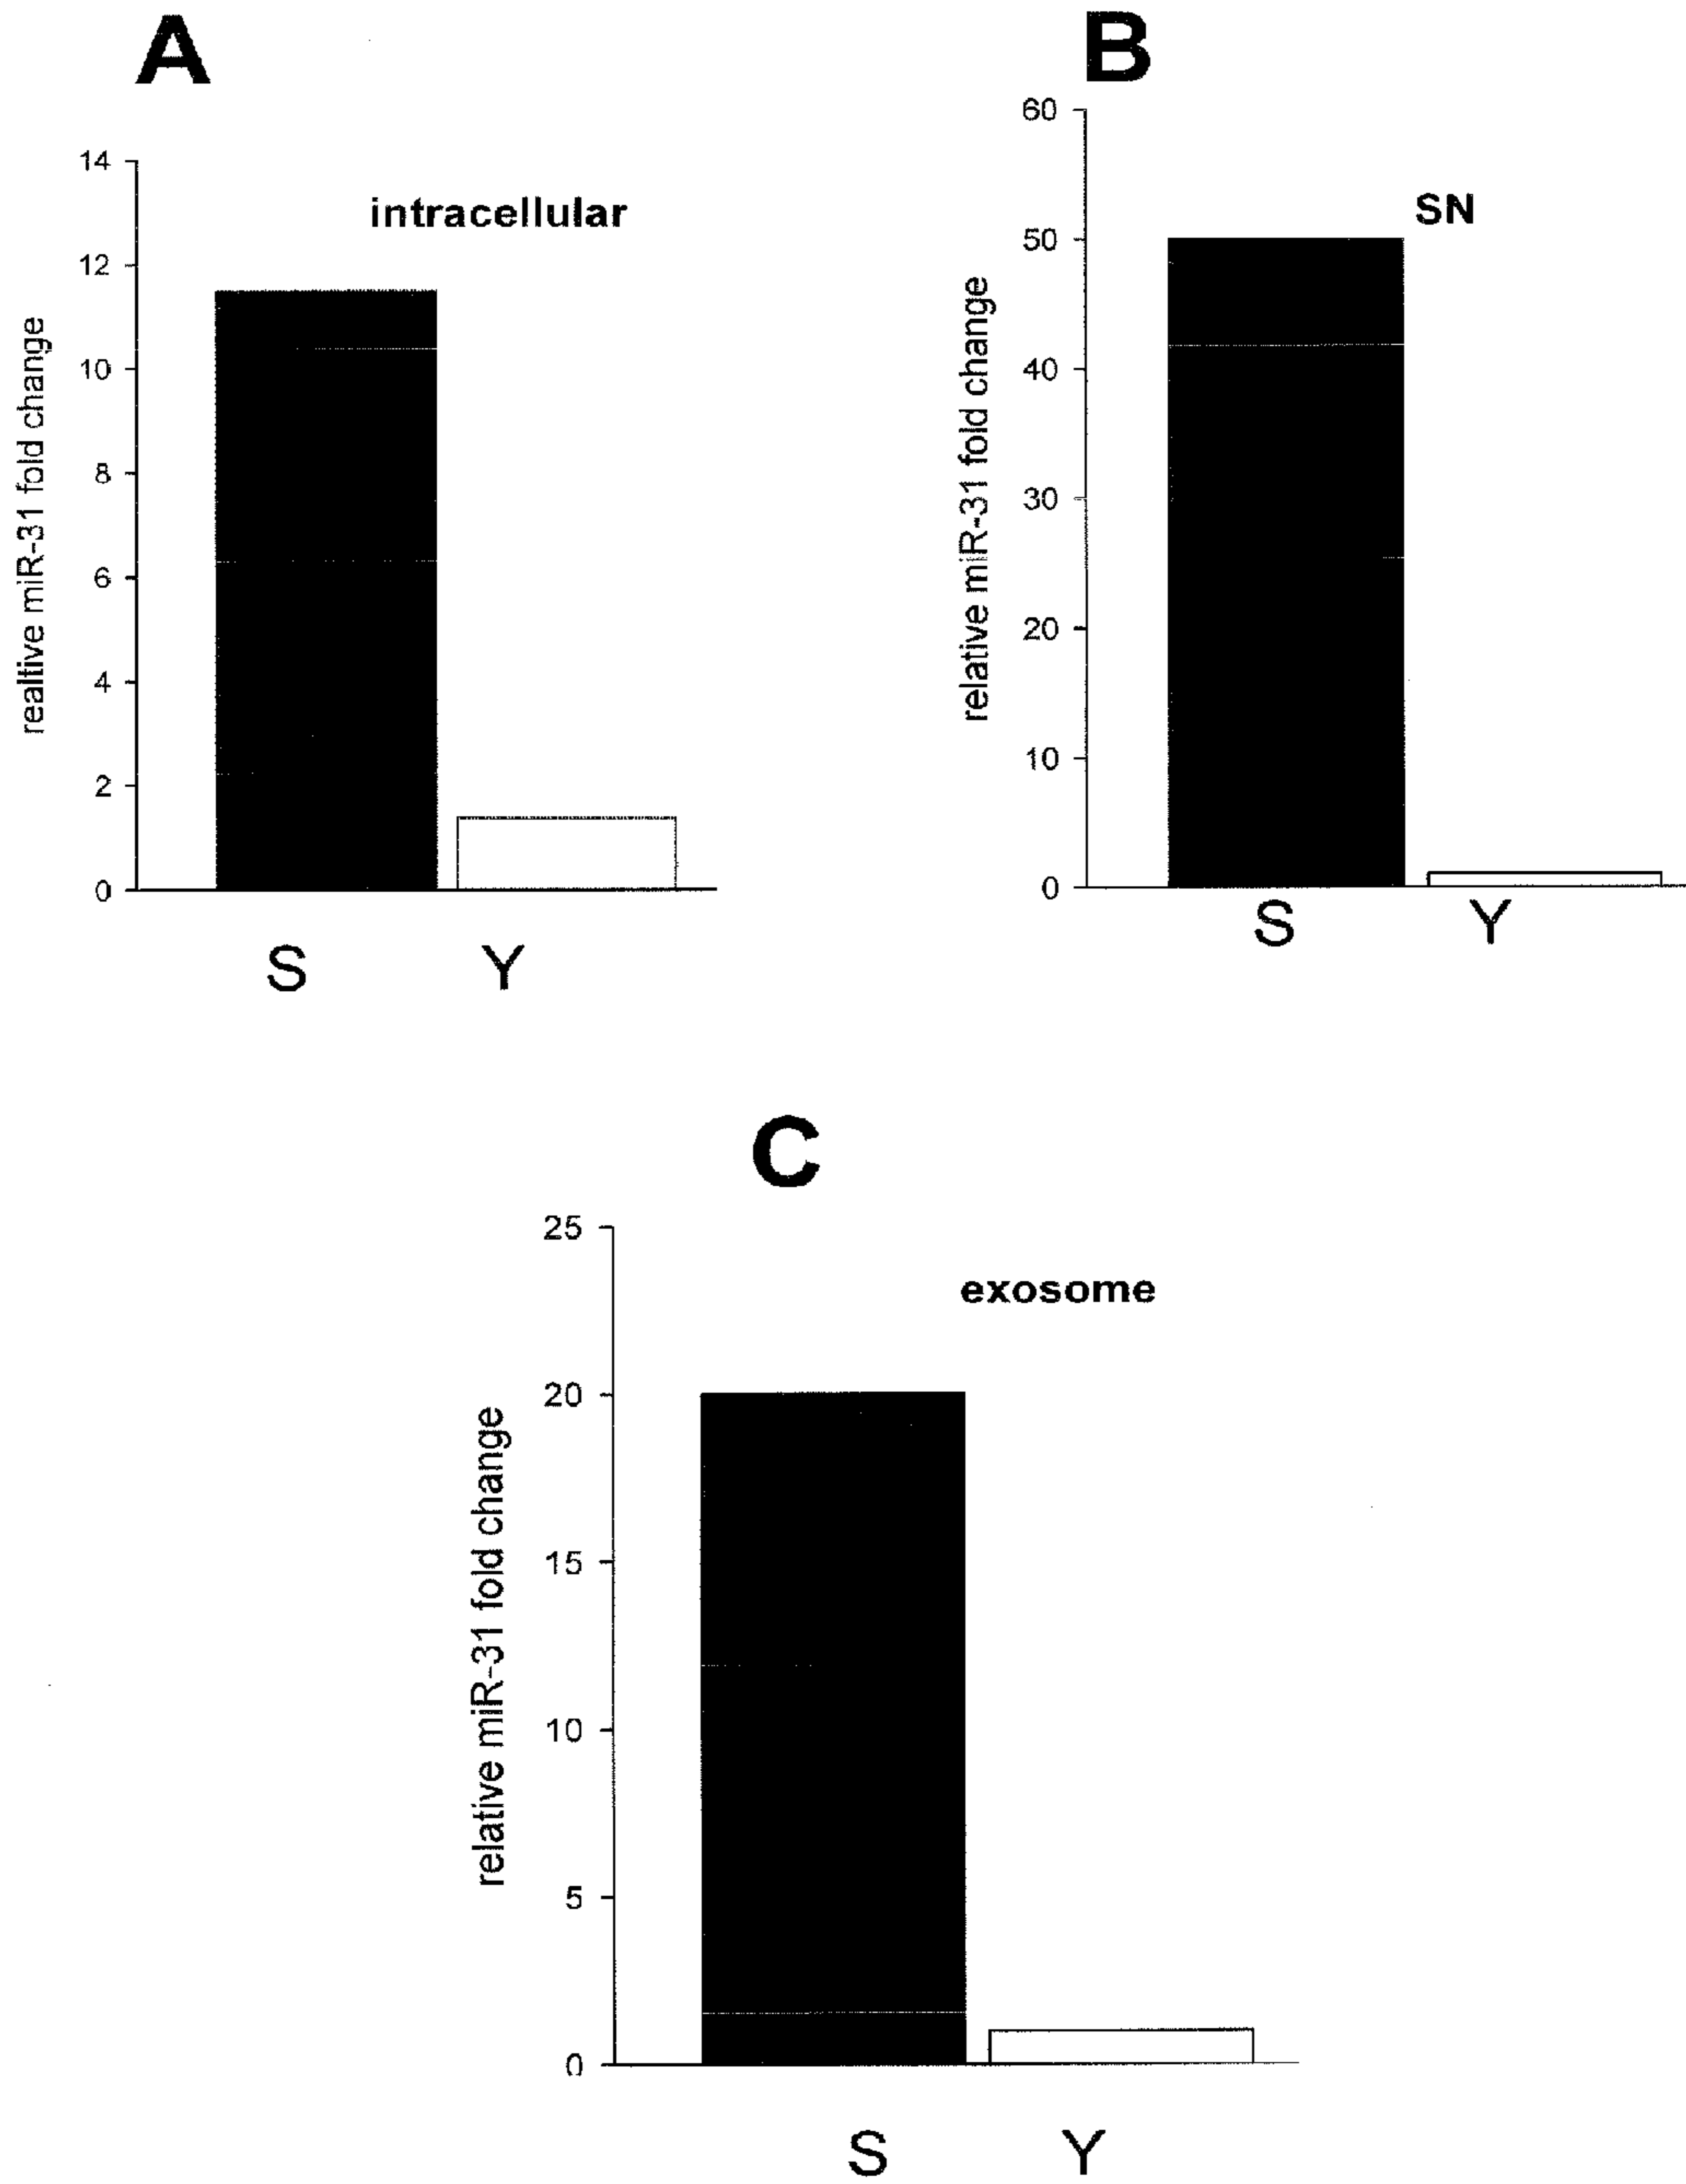 A
14
12
10
8
6
4
2
0
realtive miR-31 fold change
intracellular
S Y
B
60
50
40
30
20
10
0
relative miR-31 fold change
SN
S Y
C
25
20
15
10
5
0
relative miR-31 fold change
exosome
S Y